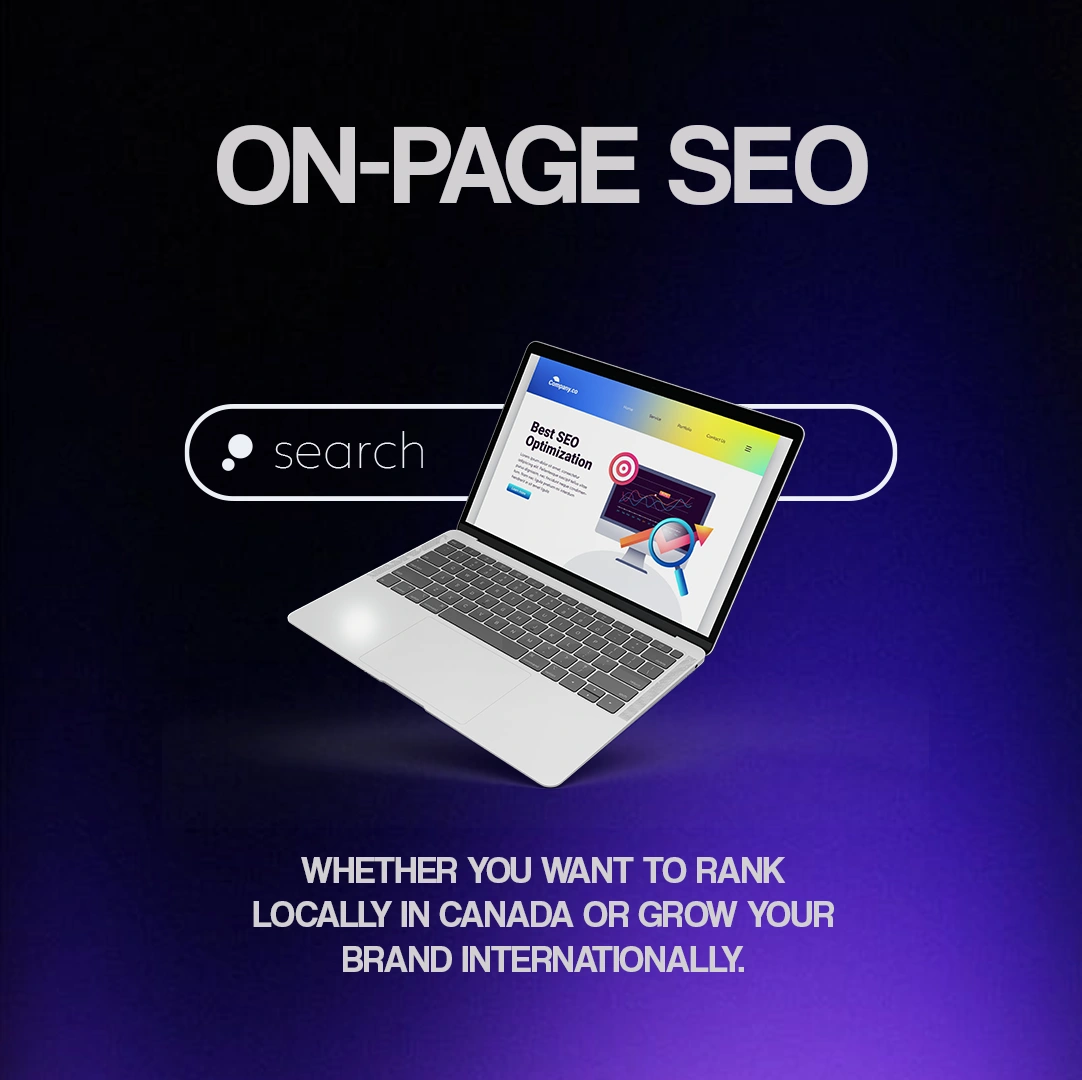 ON-PAGE SEO
search
Company.co
Home
Service
Portfolio
Contact Us
Best SEO
Optimization
WHETHER YOU WANT TO RANK
LOCALLY IN CANADA OR GROW YOUR
BRAND INTERNATIONALLY.